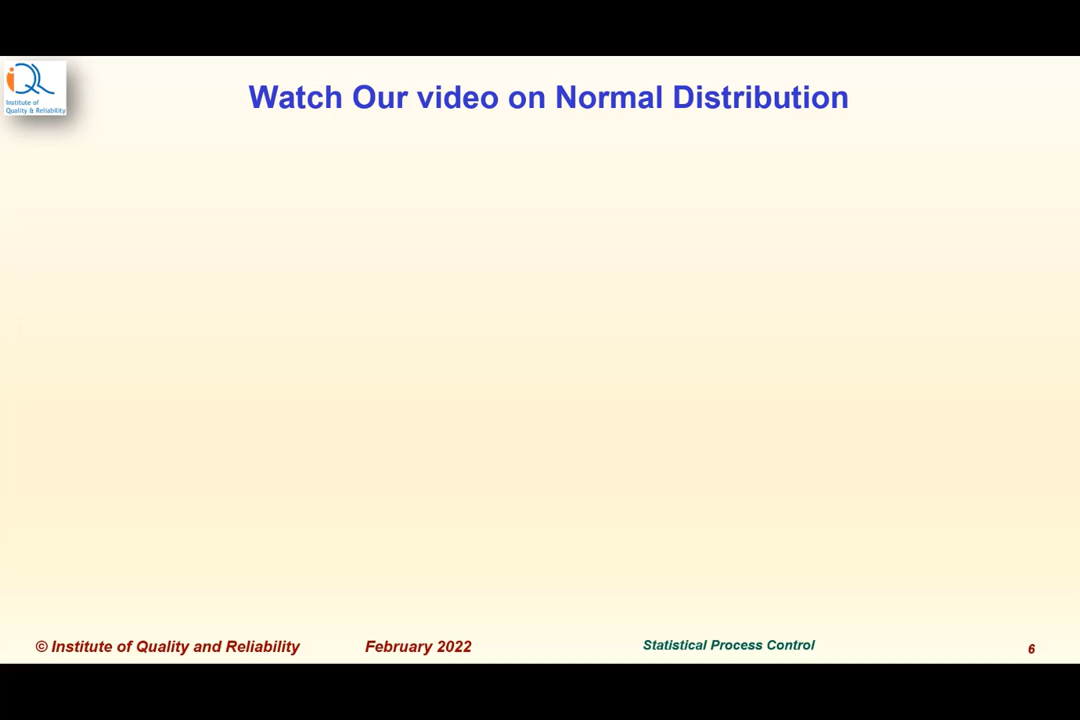 iQR
Institute of
Quality & Reliability
Watch Our video on Normal Distribution
© Institute of Quality and Reliability February 2022 Statistical Process Control 6